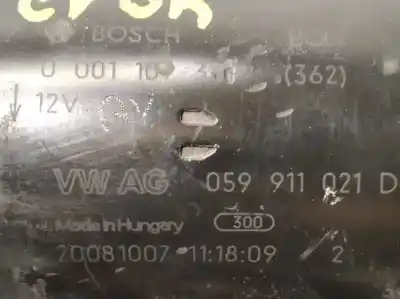 BOSCH
0 001 10 (362)
12V
VW AG 059 911 021 D
Made in Hungary 300
20081007 11:18:09 2